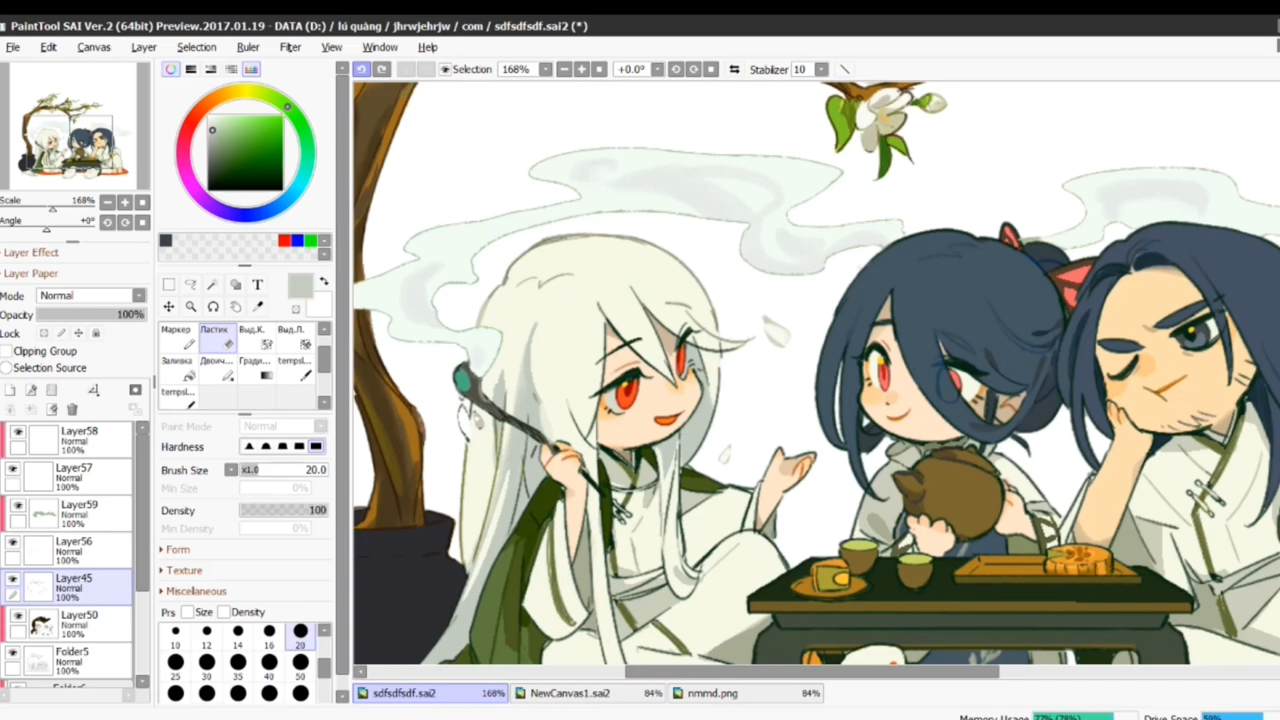 PaintTool SAI Ver.2 (64bit) Preview.2017.01.19 - DATA (D:) / lú quàng / jhrwjehrjw / com / sdfsdfsdf.sai2 (*)
File Edit Canvas Layer Selection Ruler Filter View Window Help
Selection 168% +0.0° Stabilizer 10
Scale 168%
Angle +0°
Layer Effect
Layer Paper
Mode Normal
Opacity 100%
Lock
Clipping Group
Selection Source
Layer58
Normal
100%
Layer57
Normal
100%
Layer59
Normal
100%
Layer56
Normal
100%
Layer45
Normal
100%
Layer50
Normal
100%
Folder5
Normal
100%
T
Маркер Ластик Выд.К. Выд.Л.
Заливка Двоич... Гради... templ...
templ...
Paint Mode Normal
Hardness
Brush Size x1.0 20.0
Min Size 0%
Density 100
Min Density 0%
Form
Texture
Miscellaneous
Prs Size Density
10 12 14 16 20
25 30 35 40 50
sdfsdfsdf.sai2 168% NewCanvas1.sai2 84% nmmd.png 84%
Memory Usage 77% (78%) Drive Space 59%